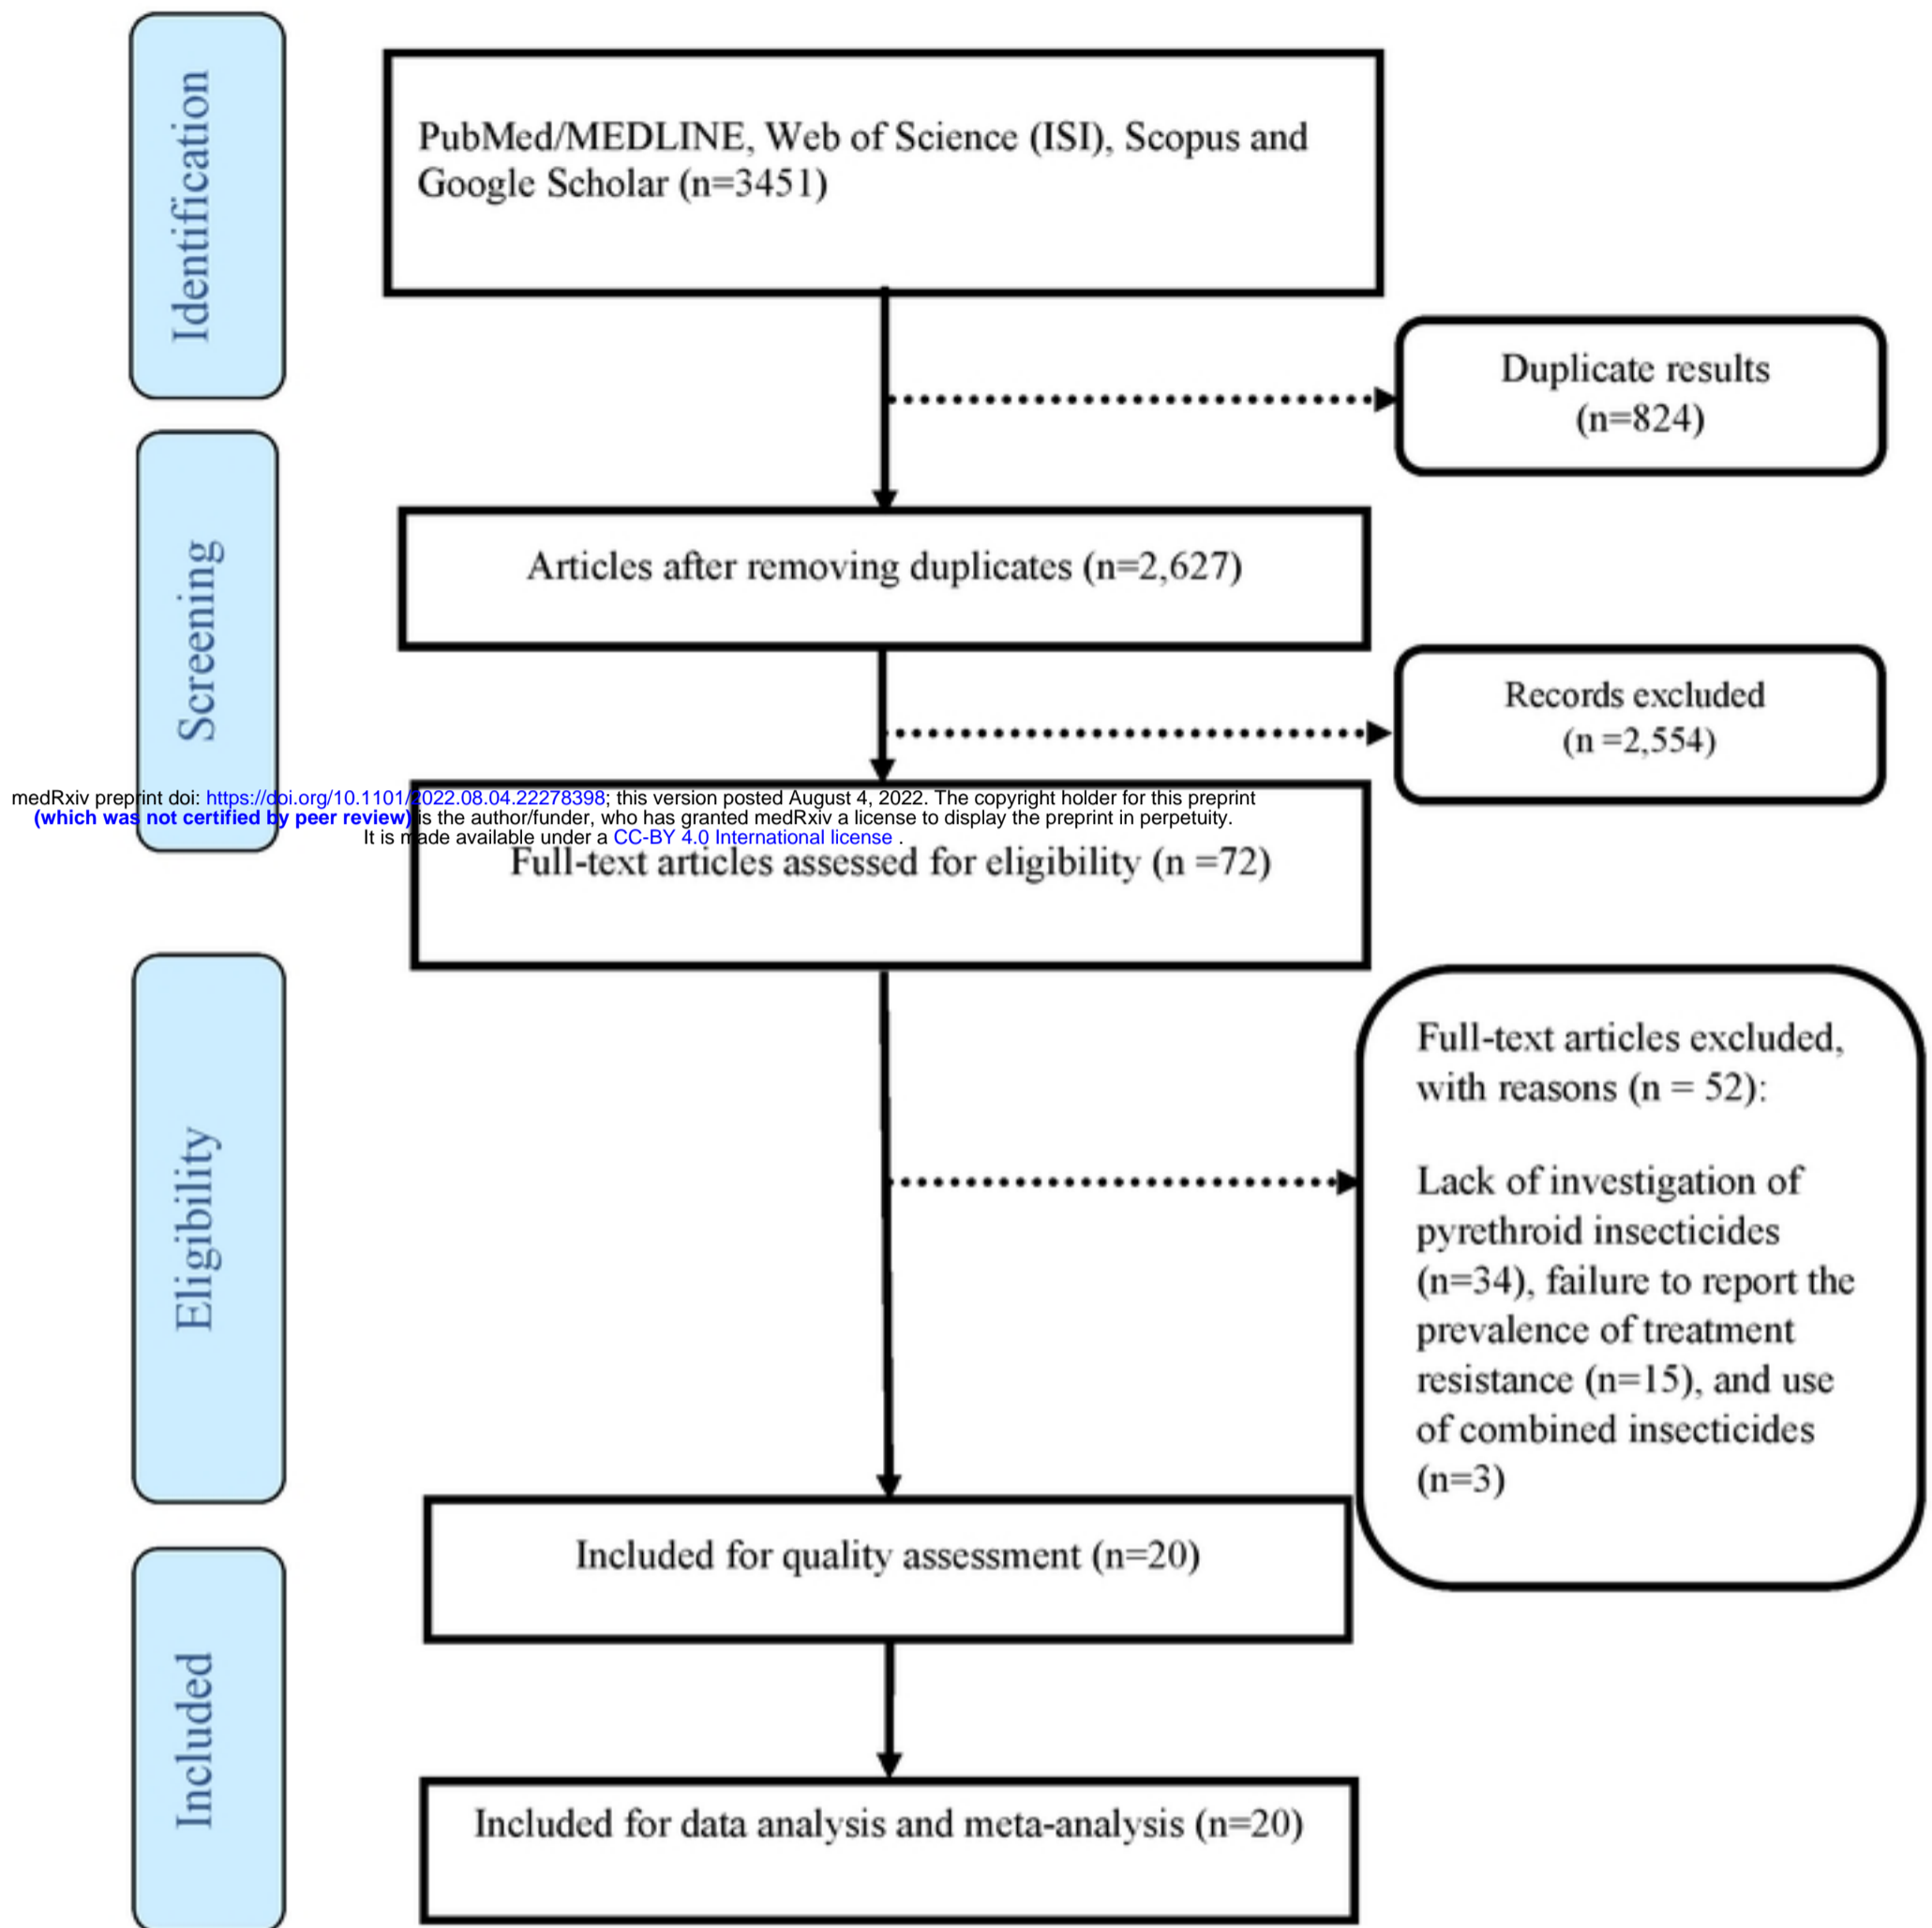 Identification
PubMed/MEDLINE, Web of Science (ISI), Scopus and
Google Scholar (n=3451)
Duplicate results
(n=824)
Screening
Articles after removing duplicates (n=2,627)
Records excluded
(n =2,554)
medRxiv preprint doi: https://doi.org/10.1101/2022.08.04.22278398; this version posted August 4, 2022. The copyright holder for this preprint
(which was not certified by peer review) is the author/funder, who has granted medRxiv a license to display the preprint in perpetuity.
It is made available under a CC-BY 4.0 International license .
Full-text articles assessed for eligibility (n =72)
Eligibility
Full-text articles excluded,
with reasons (n = 52):
Lack of investigation of
pyrethroid insecticides
(n=34), failure to report the
prevalence of treatment
resistance (n=15), and use
of combined insecticides
(n=3)
Included for quality assessment (n=20)
Included
Included for data analysis and meta-analysis (n=20)